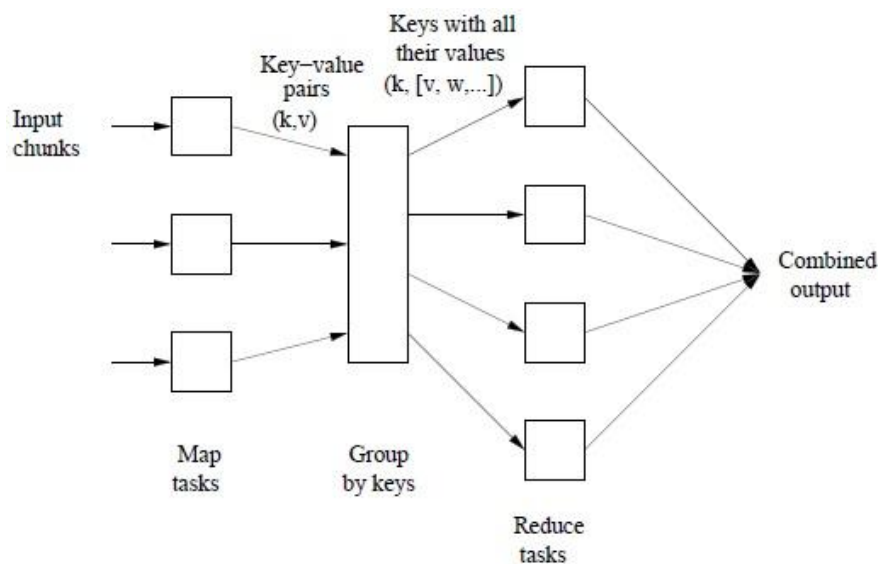 Keys with all
their values
(k, [v, w,...])
Key−value
pairs
(k,v)
Input
chunks
Combined
output
Map
tasks
Group
by keys
Reduce
tasks